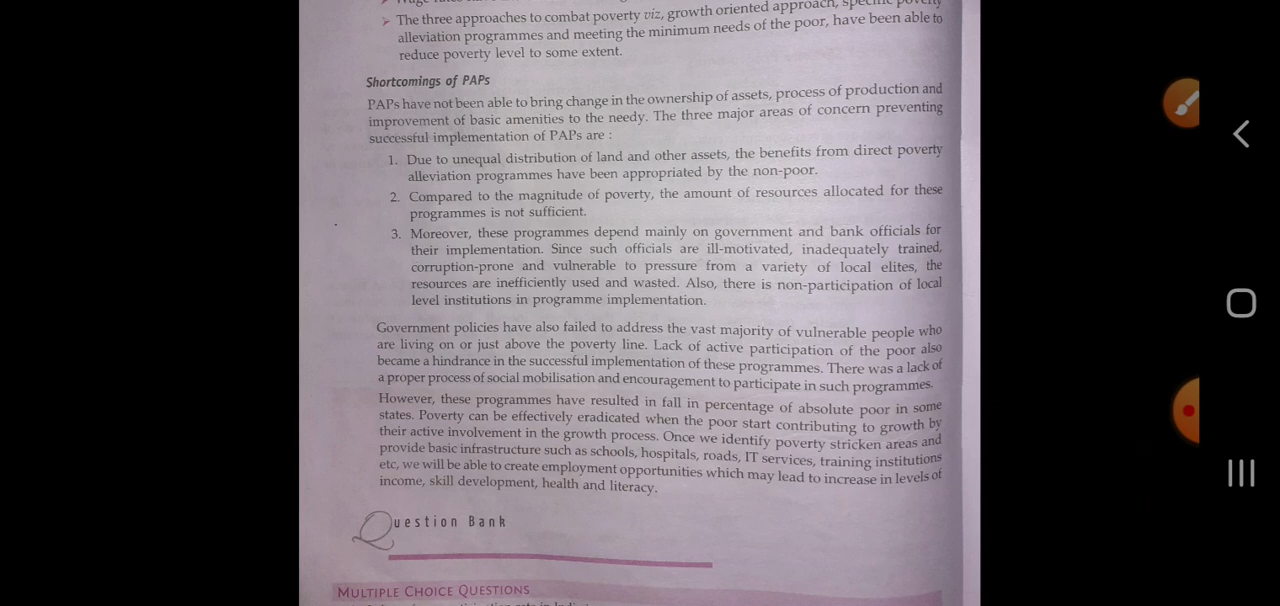 The three approaches to combat poverty viz, growth oriented approach, specific poverty
alleviation programmes and meeting the minimum needs of the poor, have been able to
reduce poverty level to some extent.
Shortcomings of PAPs
PAPs have not been able to bring change in the ownership of assets, process of production and
improvement of basic amenities to the needy. The three major areas of concern preventing
successful implementation of PAPs are :
1. Due to unequal distribution of land and other assets, the benefits from direct poverty
alleviation programmes have been appropriated by the non-poor.
2. Compared to the magnitude of poverty, the amount of resources allocated for these
programmes is not sufficient.
3. Moreover, these programmes depend mainly on government and bank officials for
their implementation. Since such officials are ill-motivated, inadequately trained,
corruption-prone and vulnerable to pressure from a variety of local elites, the
resources are inefficiently used and wasted. Also, there is non-participation of local
level institutions in programme implementation.
Government policies have also failed to address the vast majority of vulnerable people who
are living on or just above the poverty line. Lack of active participation of the poor also
became a hindrance in the successful implementation of these programmes. There was a lack of
a proper process of social mobilisation and encouragement to participate in such programmes.
However, these programmes have resulted in fall in percentage of absolute poor in some
states. Poverty can be effectively eradicated when the poor start contributing to growth by
their active involvement in the growth process. Once we identify poverty stricken areas and
provide basic infrastructure such as schools, hospitals, roads, IT services, training institutions
etc, we will be able to create employment opportunities which may lead to increase in levels of
income, skill development, health and literacy.
Question Bank
MULTIPLE CHOICE QUESTIONS